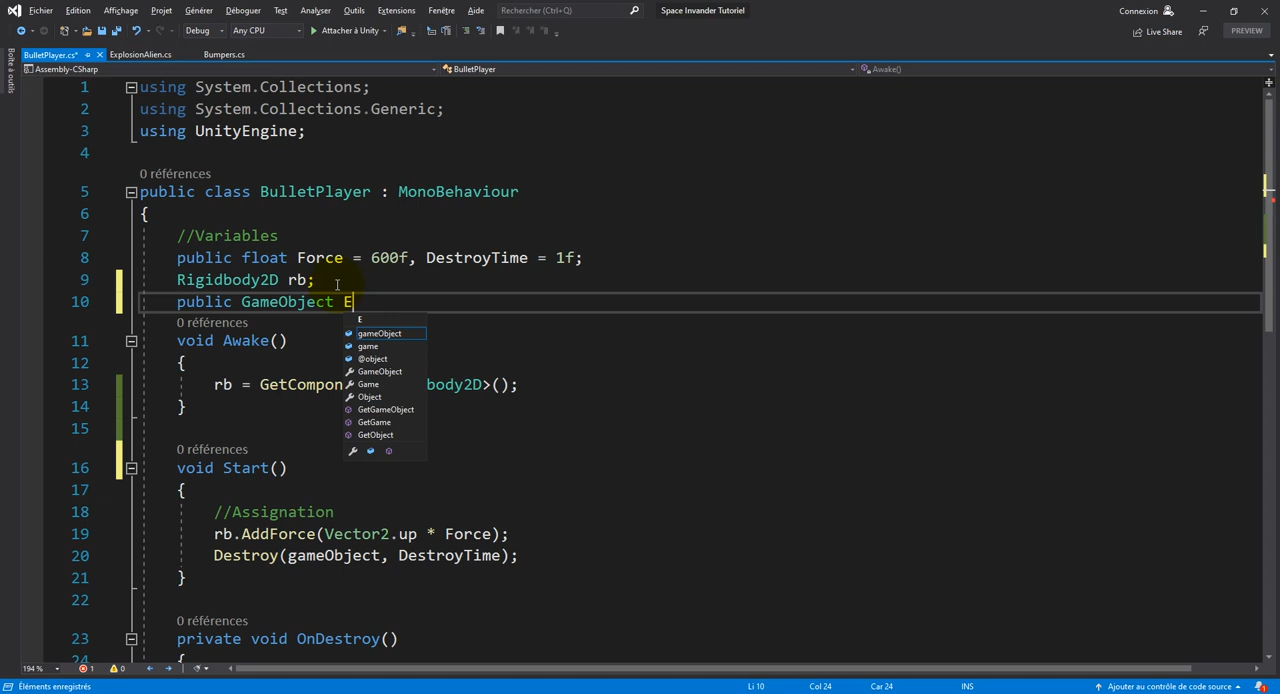 Fichier Edition Affichage Projet Générer Déboguer Test Analyser Outils Extensions Fenêtre Aide Rechercher (Ctrl+Q) Space Invander Tutoriel Connexion
Debug Any CPU Attacher à Unity Live Share PREVIEW
Boîte à outils
BulletPlayer.cs* ExplosionAlien.cs Bumpers.cs
Assembly-CSharp BulletPlayer Awake()
1 using System.Collections;
2 using System.Collections.Generic;
3 using UnityEngine;
4
0 références
5 public class BulletPlayer : MonoBehaviour
6 {
7 //Variables
8 public float Force = 600f, DestroyTime = 1f;
9 Rigidbody2D rb;
10 public GameObject E
0 références
E
gameObject
11 void Awake()
game
12 {
@object
GameObject
13 rb = GetCompon body2D>();
Game
Object
14 }
GetGameObject
GetGame
15
GetObject
0 références
16 void Start()
17 {
18 //Assignation
19 rb.AddForce(Vector2.up * Force);
20 Destroy(gameObject, DestroyTime);
21 }
22
0 références
23 private void OnDestroy()
24 {
194 % 1 0 Li 10 Col 24 Car 24 INS
Éléments enregistrés Ajouter au contrôle de code source 1